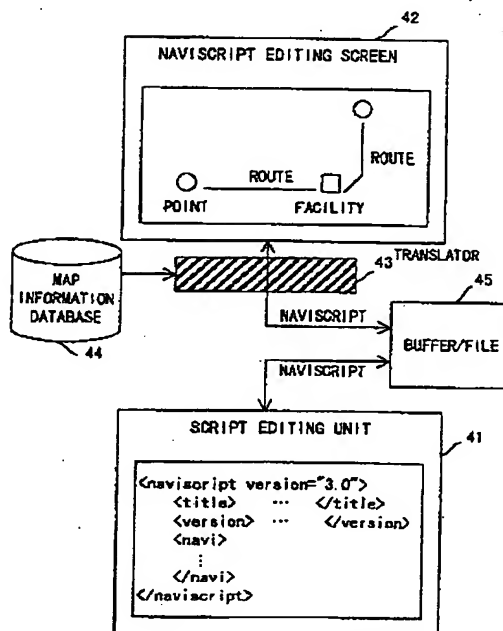 42
NAVISCRIPT EDITING SCREEN
ROUTE
ROUTE
POINT
FACILITY
MAP
INFORMATION
DATABASE
44
43
TRANSLATOR
NAVISCRIPT
45
BUFFER/FILE
NAVISCRIPT
SCRIPT EDITING UNIT
41
<naviscript version="3.0">
<title> ··· </title>
<version> ··· </version>
<navi>
⋮
</navi>
</naviscript>